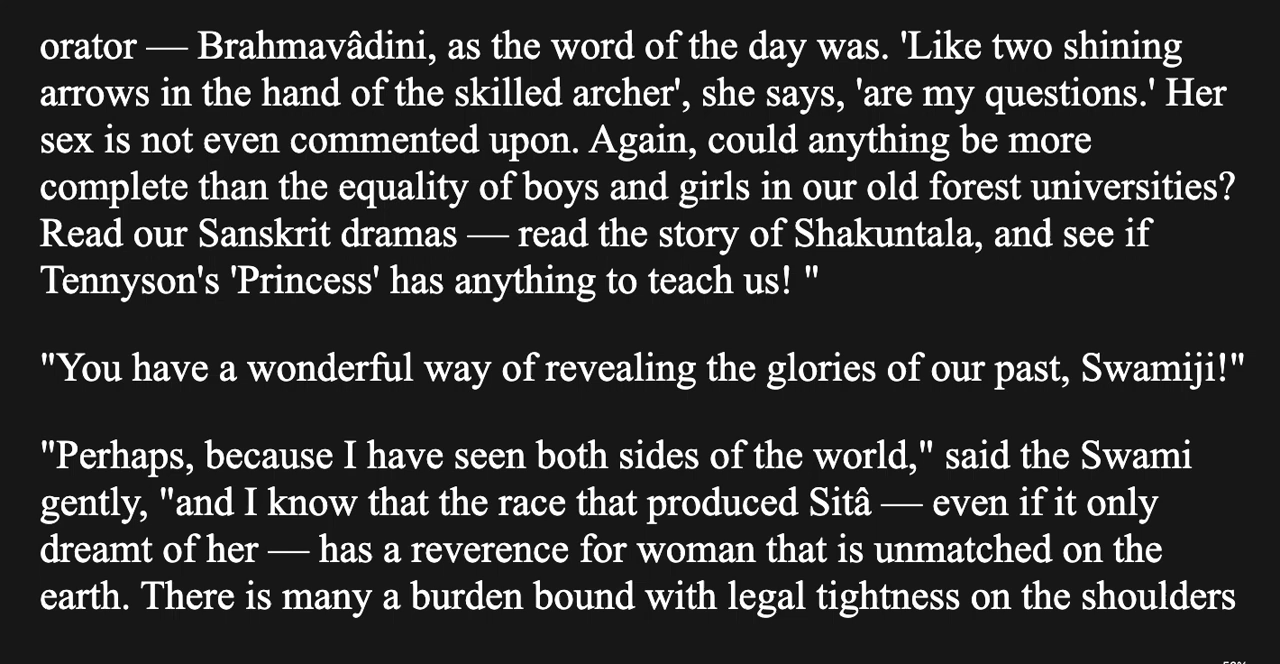 orator — Brahmavâdini, as the word of the day was. 'Like two shining
arrows in the hand of the skilled archer', she says, 'are my questions.' Her
sex is not even commented upon. Again, could anything be more
complete than the equality of boys and girls in our old forest universities?
Read our Sanskrit dramas — read the story of Shakuntala, and see if
Tennyson's 'Princess' has anything to teach us! "
"You have a wonderful way of revealing the glories of our past, Swamiji!"
"Perhaps, because I have seen both sides of the world," said the Swami
gently, "and I know that the race that produced Sitâ — even if it only
dreamt of her — has a reverence for woman that is unmatched on the
earth. There is many a burden bound with legal tightness on the shoulders